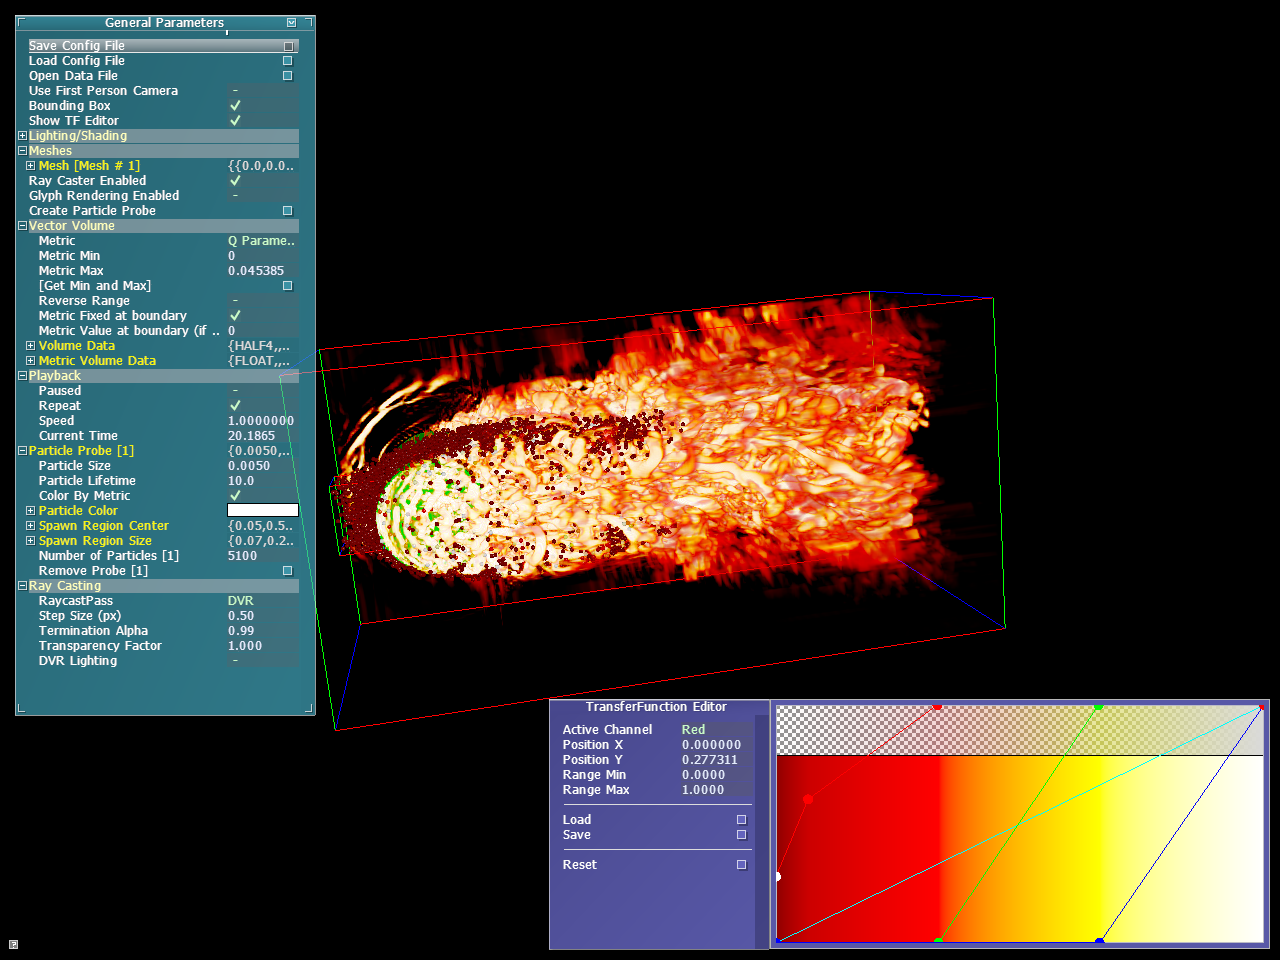 General Parameters
Save Config File
Load Config File
Open Data File
Use First Person Camera -
Bounding Box
Show TF Editor
Lighting/Shading
Meshes
Mesh [Mesh # 1] {{0.0,0.0..
Ray Caster Enabled
Glyph Rendering Enabled -
Create Particle Probe
Vector Volume
Metric Q Parame..
Metric Min 0
Metric Max 0.045385
[Get Min and Max]
Reverse Range -
Metric Fixed at boundary
Metric Value at boundary (if .. 0
Volume Data {HALF4,,..
Metric Volume Data {FLOAT,,..
Playback
Paused -
Repeat
Speed 1.0000000
Current Time 20.1865
Particle Probe [1] {0.0050,..
Particle Size 0.0050
Particle Lifetime 10.0
Color By Metric
Particle Color
Spawn Region Center {0.05,0.5..
Spawn Region Size {0.07,0.2..
Number of Particles [1] 5100
Remove Probe [1]
Ray Casting
RaycastPass DVR
Step Size (px) 0.50
Termination Alpha 0.99
Transparency Factor 1.000
DVR Lighting -
TransferFunction Editor
Active Channel Red
Position X 0.000000
Position Y 0.277311
Range Min 0.0000
Range Max 1.0000
Load
Save
Reset
?